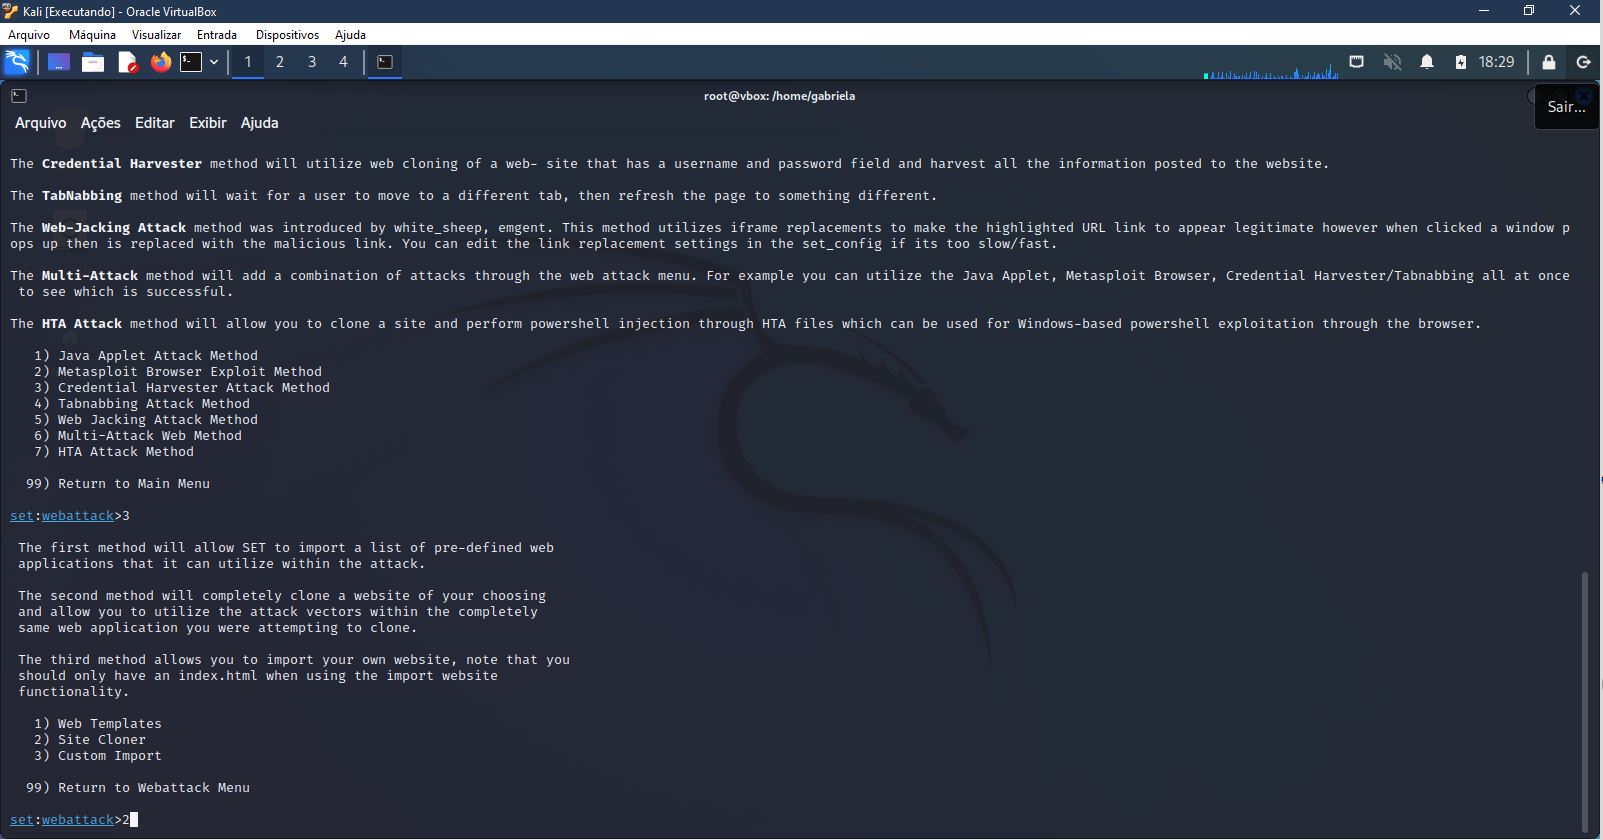 Kali [Executando] - Oracle VirtualBox
Arquivo Máquina Visualizar Entrada Dispositivos Ajuda
1 2 3 4 18:29
root@vbox: /home/gabriela
Sair...
Arquivo Ações Editar Exibir Ajuda
The Credential Harvester method will utilize web cloning of a web- site that has a username and password field and harvest all the information posted to the website.
The TabNabbing method will wait for a user to move to a different tab, then refresh the page to something different.
The Web-Jacking Attack method was introduced by white_sheep, emgent. This method utilizes iframe replacements to make the highlighted URL link to appear legitimate however when clicked a window p
ops up then is replaced with the malicious link. You can edit the link replacement settings in the set_config if its too slow/fast.
The Multi-Attack method will add a combination of attacks through the web attack menu. For example you can utilize the Java Applet, Metasploit Browser, Credential Harvester/Tabnabbing all at once
to see which is successful.
The HTA Attack method will allow you to clone a site and perform powershell injection through HTA files which can be used for Windows-based powershell exploitation through the browser.
1) Java Applet Attack Method
2) Metasploit Browser Exploit Method
3) Credential Harvester Attack Method
4) Tabnabbing Attack Method
5) Web Jacking Attack Method
6) Multi-Attack Web Method
7) HTA Attack Method
99) Return to Main Menu
set:webattack>3
The first method will allow SET to import a list of pre-defined web
applications that it can utilize within the attack.
The second method will completely clone a website of your choosing
and allow you to utilize the attack vectors within the completely
same web application you were attempting to clone.
The third method allows you to import your own website, note that you
should only have an index.html when using the import website
functionality.
1) Web Templates
2) Site Cloner
3) Custom Import
99) Return to Webattack Menu
set:webattack>2